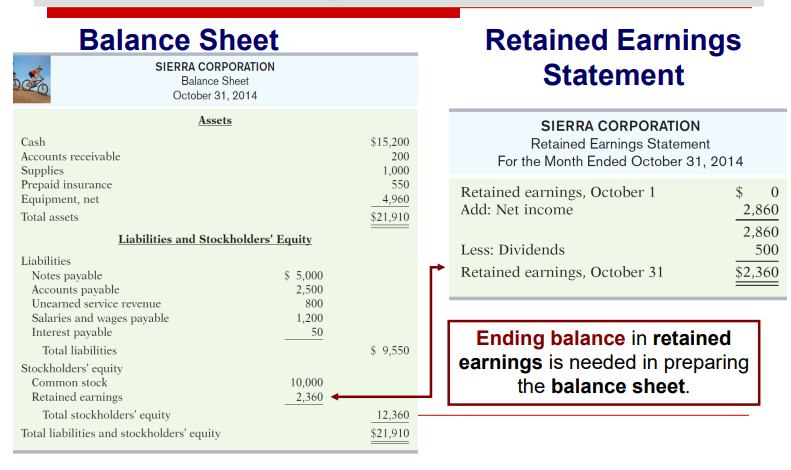 Balance Sheet
SIERRA CORPORATION
Balance Sheet
October 31, 2014
Assets
Cash $15,200
Accounts receivable 200
Supplies 1,000
Prepaid insurance 550
Equipment, net 4,960
Total assets $21,910
Liabilities and Stockholders' Equity
Liabilities
Notes payable $ 5,000
Accounts payable 2,500
Unearned service revenue 800
Salaries and wages payable 1,200
Interest payable 50
Total liabilities $ 9,550
Stockholders' equity
Common stock 10,000
Retained earnings 2,360
Total stockholders' equity 12,360
Total liabilities and stockholders' equity $21,910
Retained Earnings
Statement
SIERRA CORPORATION
Retained Earnings Statement
For the Month Ended October 31, 2014
Retained earnings, October 1 $ 0
Add: Net income 2,860
2,860
Less: Dividends 500
Retained earnings, October 31 $2,360
Ending balance in retained
earnings is needed in preparing
the balance sheet.